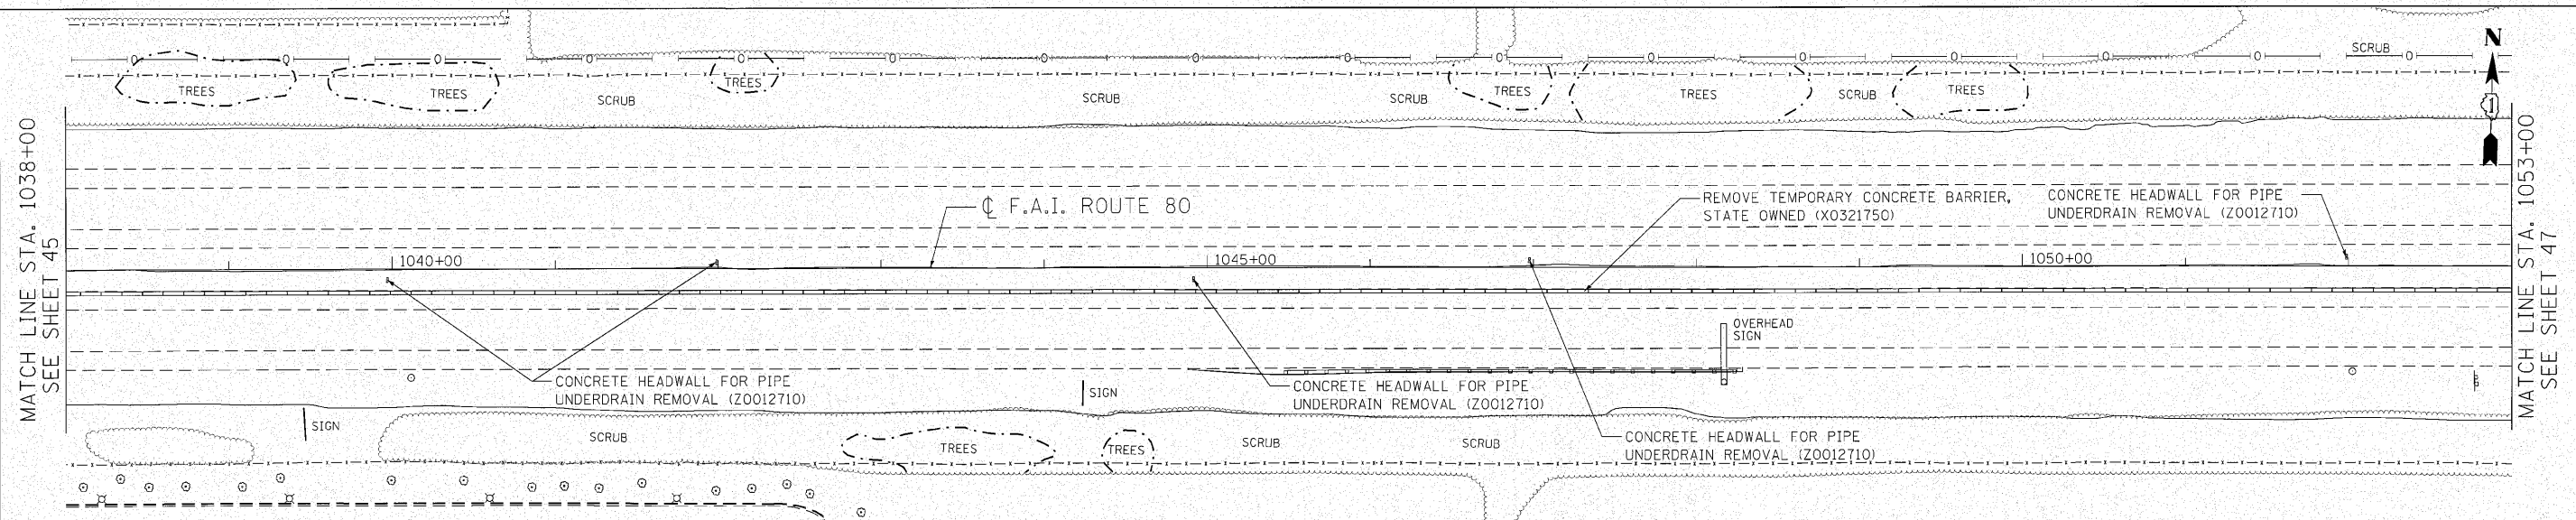 SCRUB
N
TREES
TREES
TREES
SCRUB
SCRUB
SCRUB
TREES
TREES
SCRUB
TREES
1
MATCH LINE STA. 1038+00
SEE SHEET 45
℄ F.A.I. ROUTE 80
REMOVE TEMPORARY CONCRETE BARRIER,
STATE OWNED (X0321750)
CONCRETE HEADWALL FOR PIPE
UNDERDRAIN REMOVAL (Z0012710)
MATCH LINE STA. 1053+00
SEE SHEET 47
1040+00
1045+00
1050+00
OVERHEAD
SIGN
CONCRETE HEADWALL FOR PIPE
UNDERDRAIN REMOVAL (Z0012710)
SIGN
CONCRETE HEADWALL FOR PIPE
UNDERDRAIN REMOVAL (Z0012710)
SIGN
SCRUB
TREES
TREES
SCRUB
SCRUB
CONCRETE HEADWALL FOR PIPE
UNDERDRAIN REMOVAL (Z0012710)